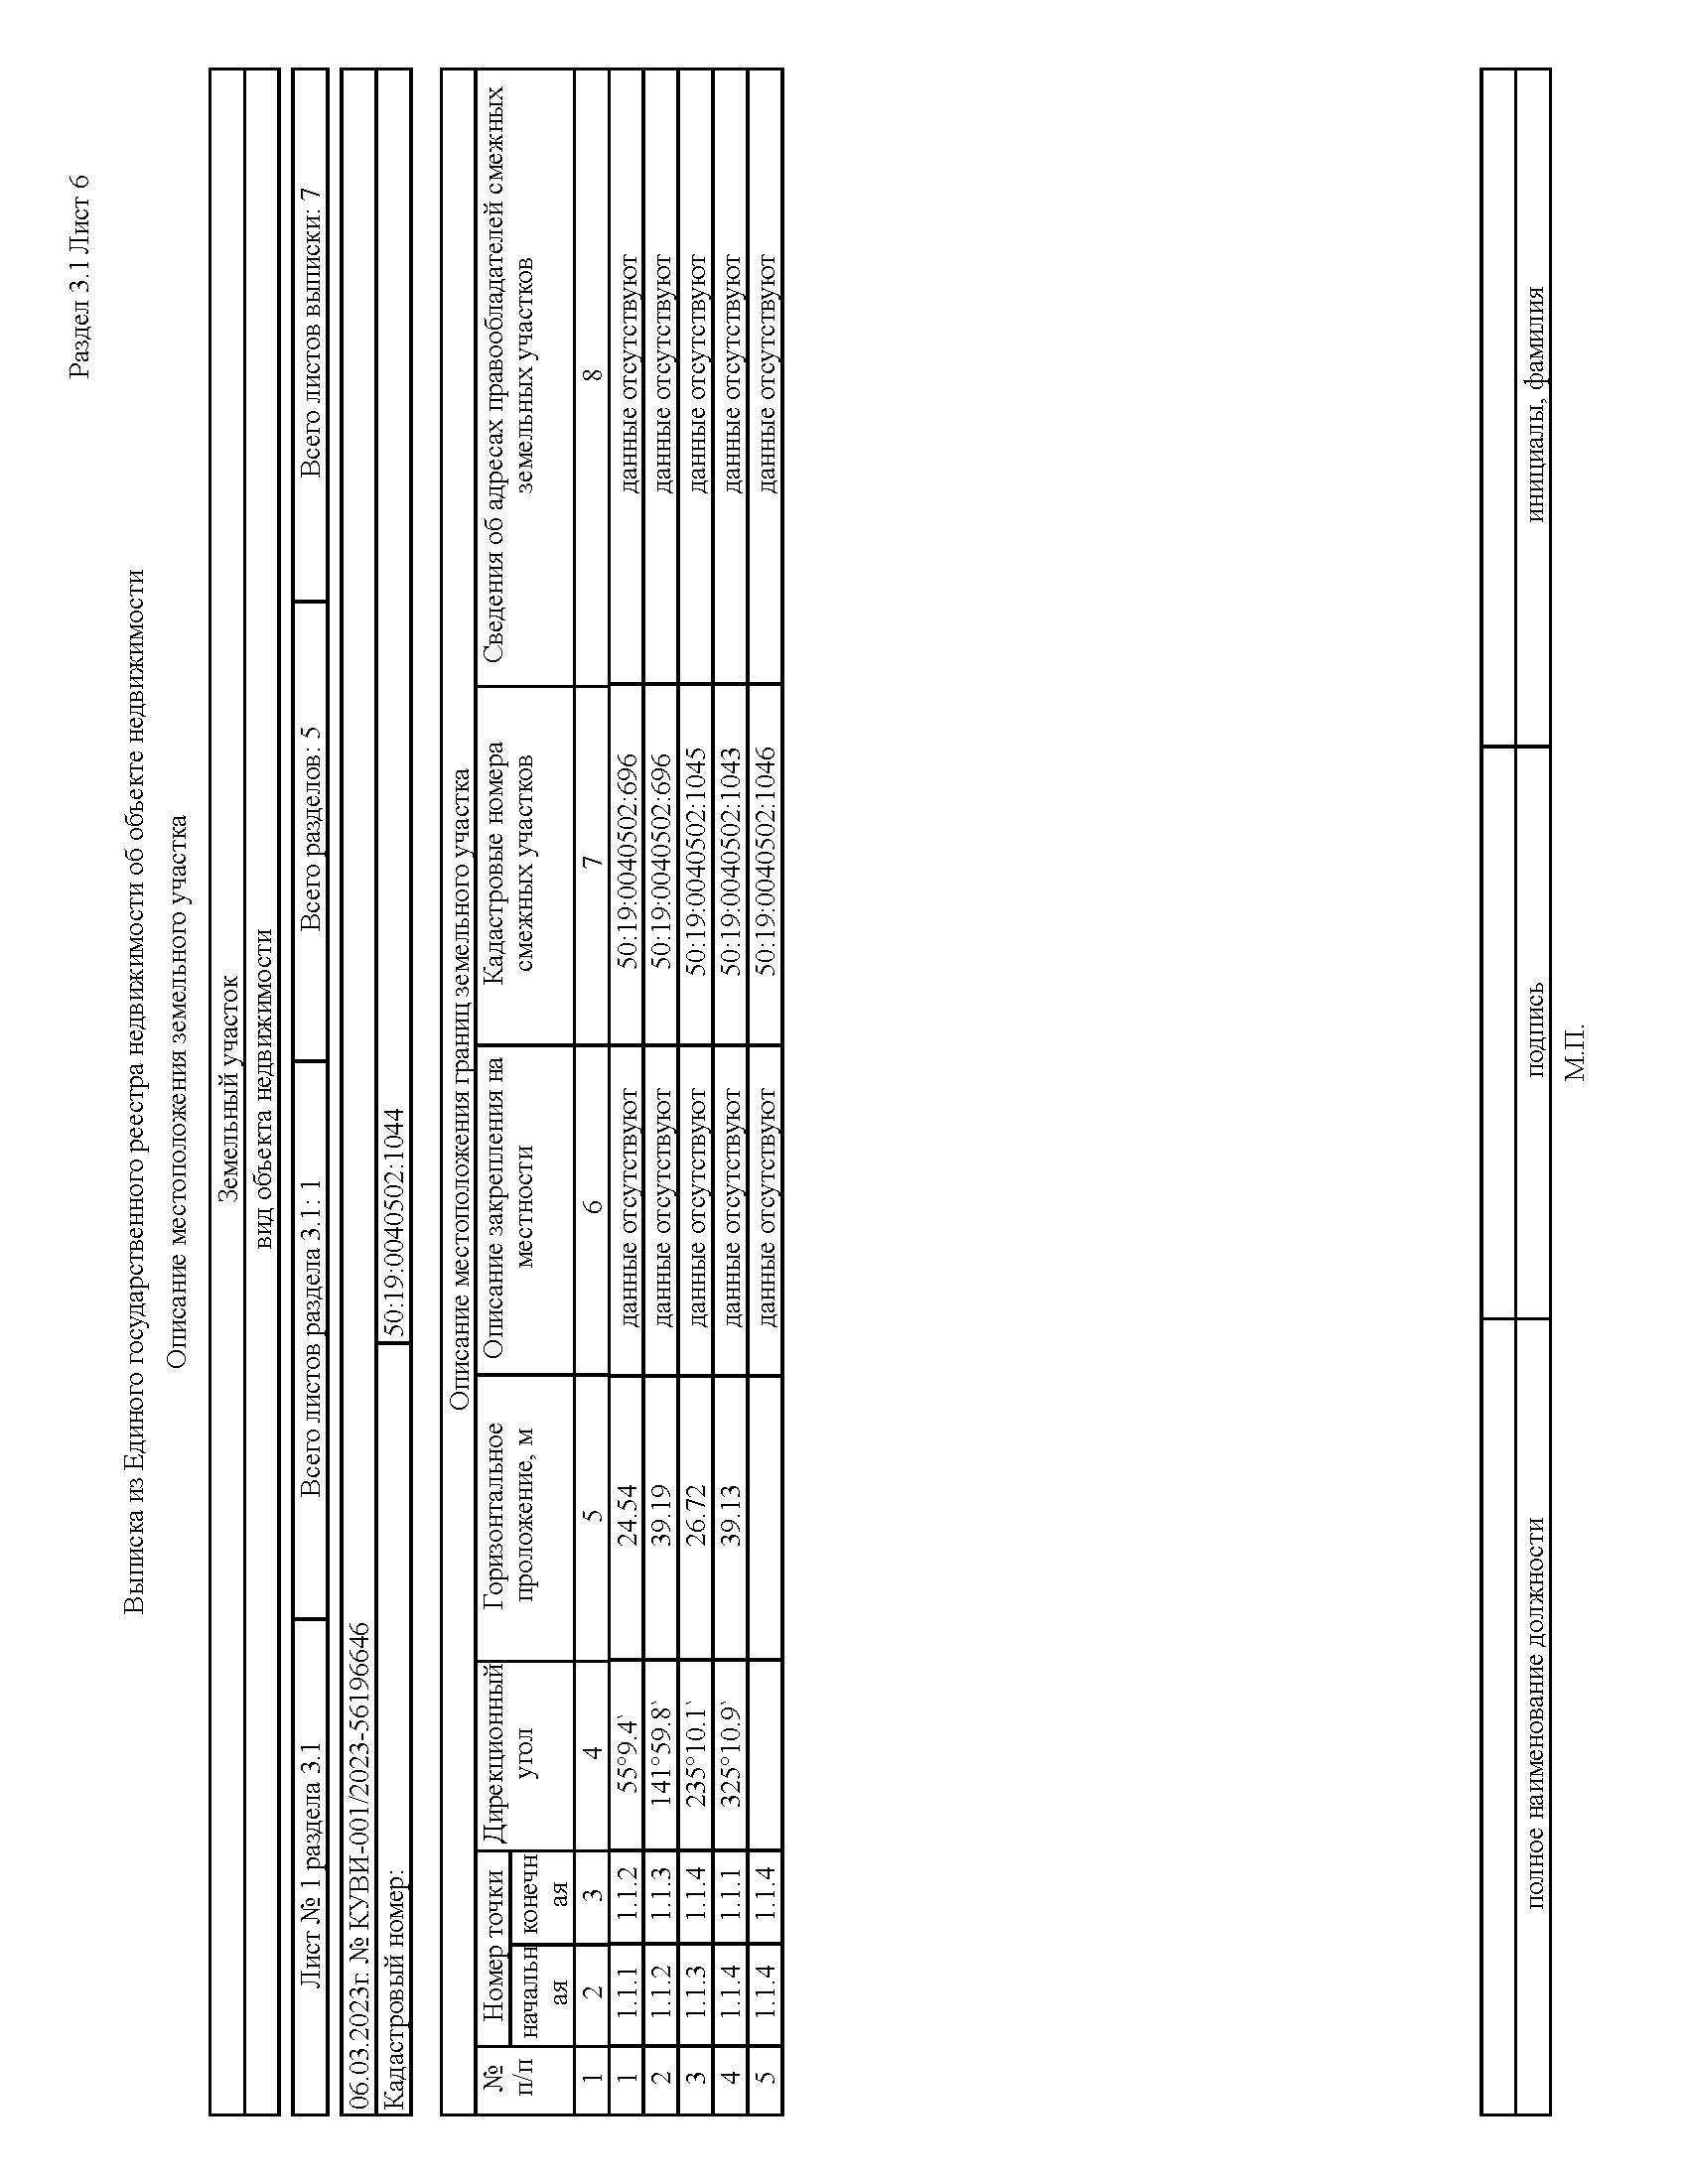 Раздел 3.1 Лист 6
Выписка из Единого государственного реестра недвижимости об объекте недвижимости
Описание местоположения земельного участка
Земельный участок
вид объекта недвижимости
Лист № 1 раздела 3.1 Всего листов раздела 3.1: 1 Всего разделов: 5 Всего листов выписки: 7
06.03.2023г. № КУВИ-001/2023-56196646
Кадастровый номер: 50:19:0040502:1044
Описание местоположения границ земельного участка
№ Номер точки Дирекционный Горизонтальное Описание закрепления на Кадастровые номера Сведения об адресах правообладателей смежных
п/п начальн конечн угол проложение, м местности смежных участков земельных участков
ая ая
1 2 3 4 5 6 7 8
1 1.1.1 1.1.2 55°9.4` 24.54 данные отсутствуют 50:19:0040502:696 данные отсутствуют
2 1.1.2 1.1.3 141°59.8` 39.19 данные отсутствуют 50:19:0040502:696 данные отсутствуют
3 1.1.3 1.1.4 235°10.1` 26.72 данные отсутствуют 50:19:0040502:1045 данные отсутствуют
4 1.1.4 1.1.1 325°10.9` 39.13 данные отсутствуют 50:19:0040502:1043 данные отсутствуют
5 1.1.4 1.1.4 данные отсутствуют 50:19:0040502:1046 данные отсутствуют
полное наименование должности подпись инициалы, фамилия
М.П.